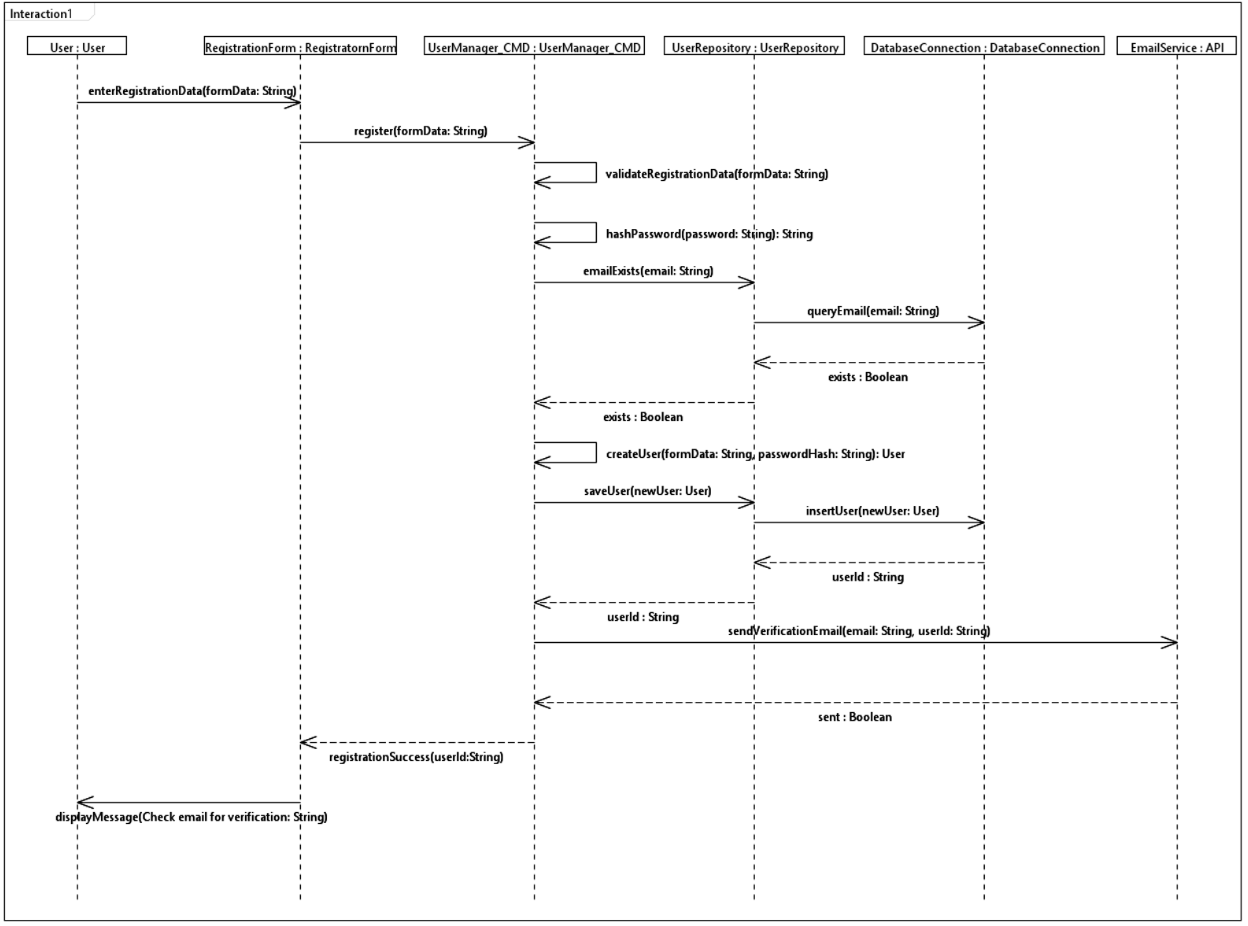 Interaction1
User : User
RegistrationForm : RegistratornForm
UserManager_CMD : UserManager_CMD
UserRepository : UserRepository
DatabaseConnection : DatabaseConnection
EmailService : API
enterRegistrationData(formData: String)
register(formData: String)
validateRegistrationData(formData: String)
hashPassword(password: String): String
emailExists(email: String)
queryEmail(email: String)
exists : Boolean
exists : Boolean
createUser(formData: String, passwordHash: String): User
saveUser(newUser: User)
insertUser(newUser: User)
userId : String
userId : String
sendVerificationEmail(email: String, userId: String)
sent : Boolean
registrationSuccess(userId:String)
displayMessage(Check email for verification: String)